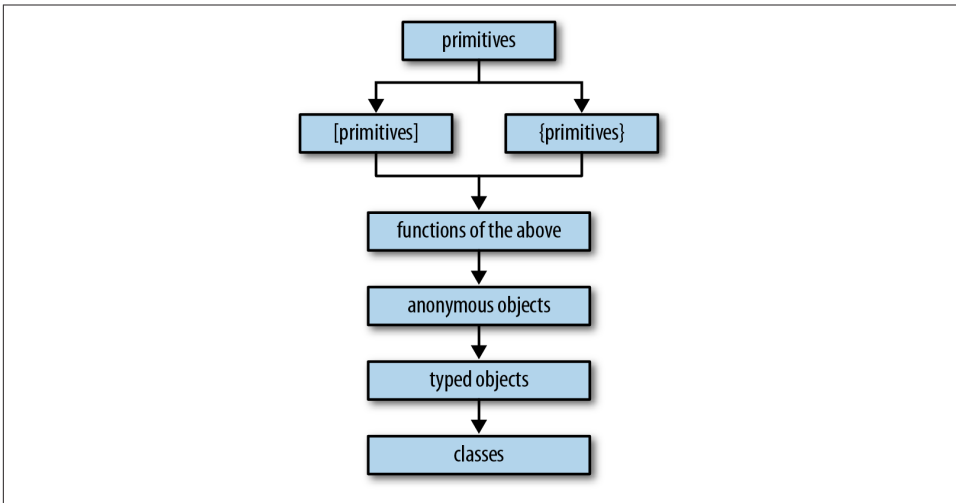 primitives
[primitives]
{primitives}
functions of the above
anonymous objects
typed objects
classes